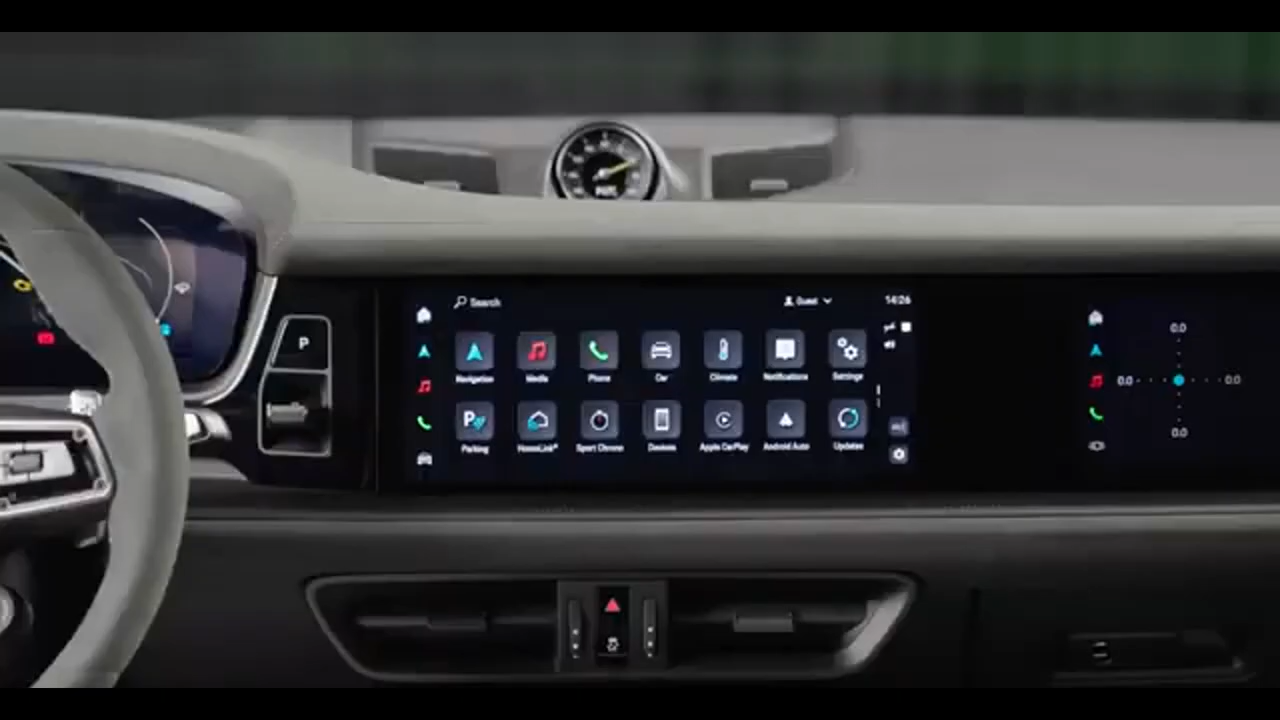 P
Search
Guest
14:26
Navigation
Media
Phone
Car
Climate
Notifications
Settings
P
Parking
HomeLink®
Sport Chrono
Devices
Apple CarPlay
Android Auto
Updates
0.0
0.0
0.0
0.0